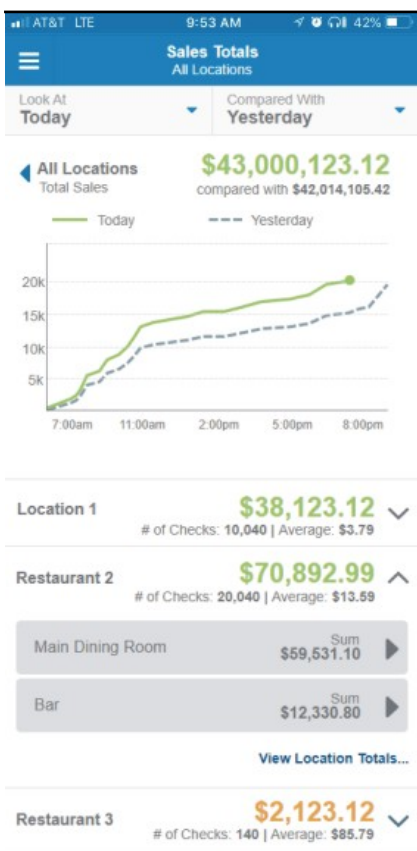 AT&T LTE 9:53 AM 42%
Sales Totals
All Locations
Look At
Today
Compared With
Yesterday
All Locations
Total Sales
$43,000,123.12
compared with $42,014,105.42
Today
Yesterday
20k
15k
10k
5k
7:00am 11:00am 2:00pm 5:00pm 8:00pm
Location 1
$38,123.12
# of Checks: 10,040 | Average: $3.79
Restaurant 2
$70,892.99
# of Checks: 20,040 | Average: $13.59
Main Dining Room
Sum
$59,531.10
Bar
Sum
$12,330.80
View Location Totals...
Restaurant 3
$2,123.12
# of Checks: 140 | Average: $85.79